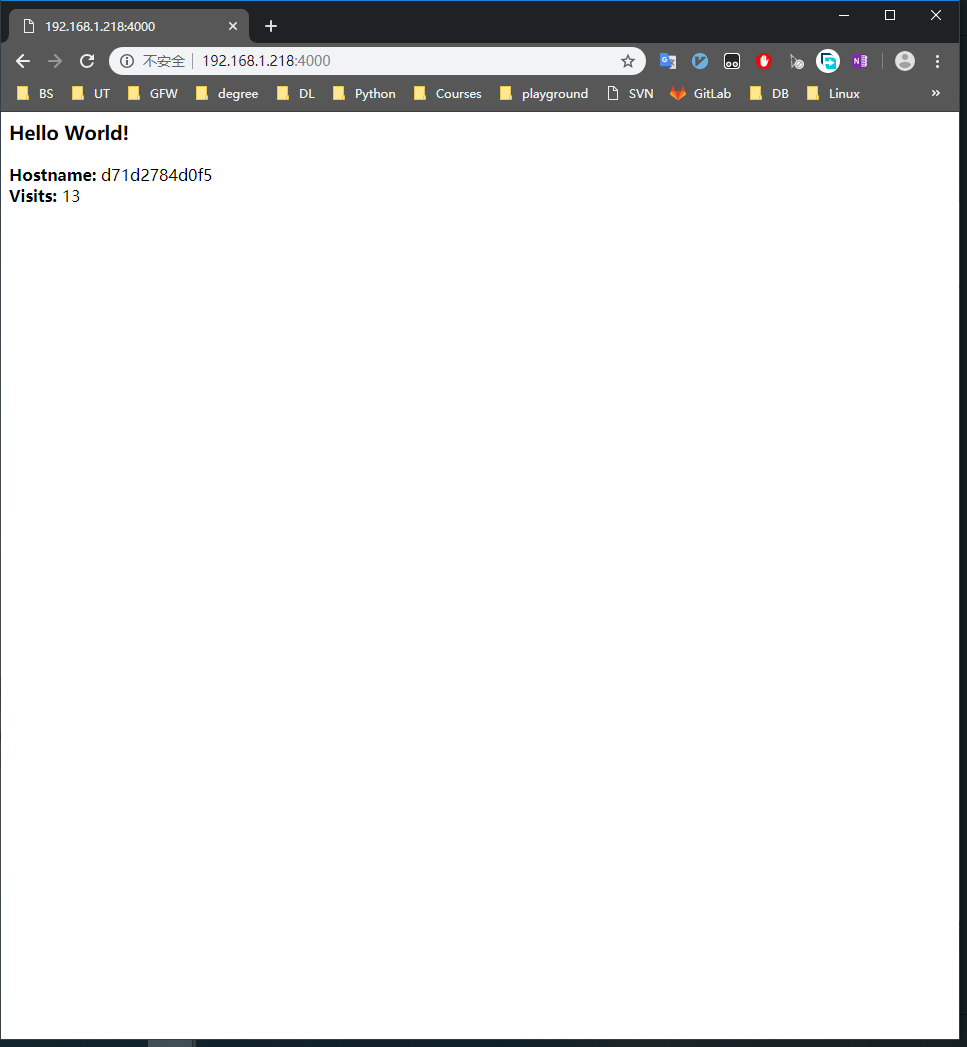 192.168.1.218:4000
不安全 192.168.1.218:4000
BS UT GFW degree DL Python Courses playground SVN GitLab DB Linux »
Hello World!
Hostname: d71d2784d0f5
Visits: 13